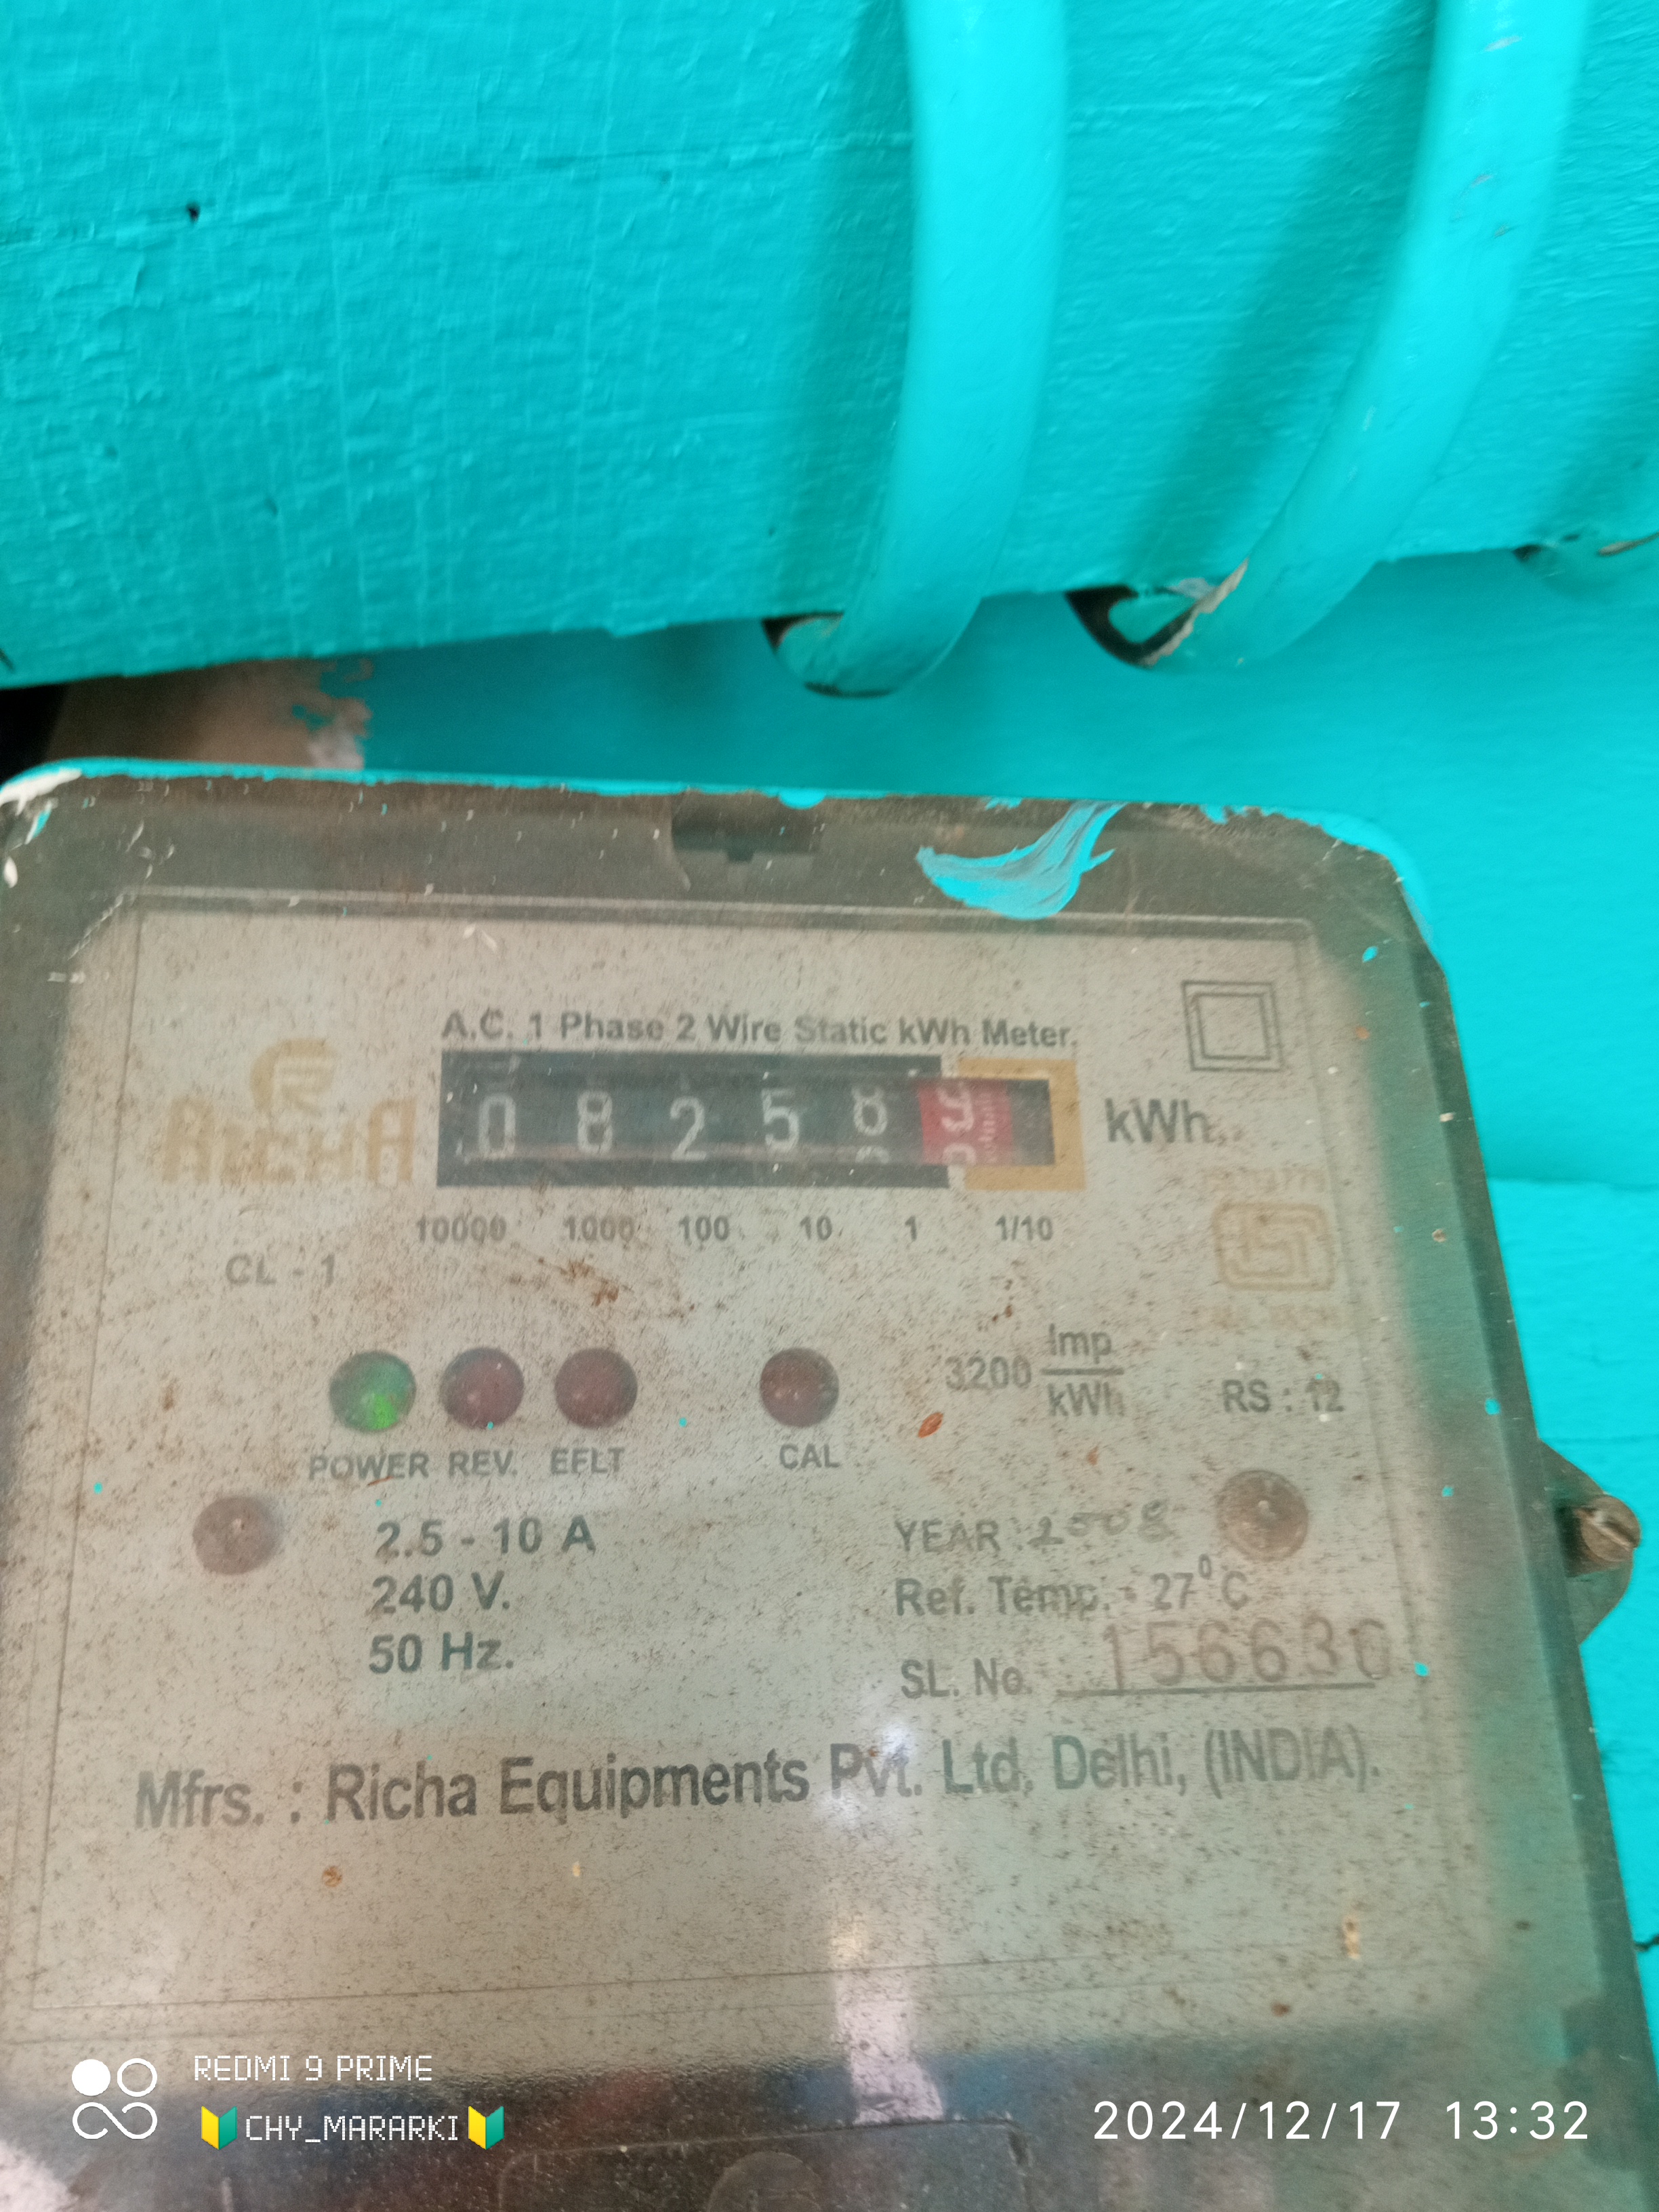 A.C. 1 Phase 2 Wire Static kWh Meter.
RICHA
0 8 2 5 8 9 kWh
10000 1000 100 10 1 1/10
CL - 1
3200 Imp/kWh
RS : 12
POWER REV. EFLT CAL
2.5 - 10 A
240 V.
50 Hz.
YEAR : 2008
Ref. Temp. - 27°C
SL. No. 156630
Mfrs. : Richa Equipments Pvt. Ltd. Delhi, (INDIA).
REDMI 9 PRIME
🔰CHY_MARARKI🔰
2024/12/17 13:32